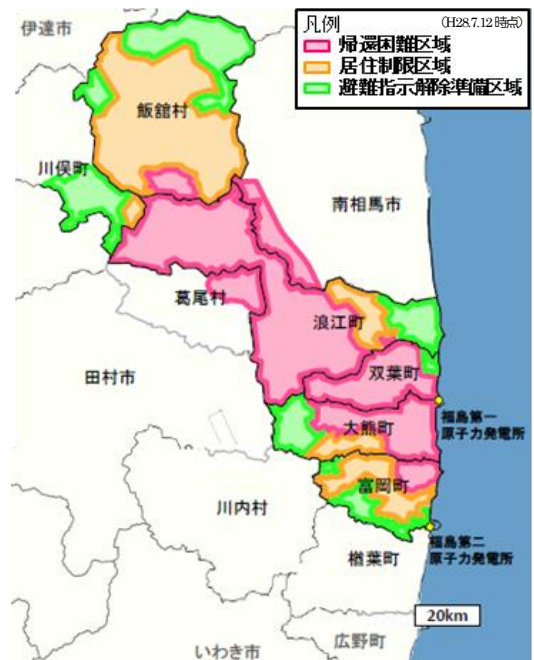 伊達市
凡例 (H28.7.12時点)
帰還困難区域
居住制限区域
避難指示解除準備区域
飯舘村
川俣町
南相馬市
葛尾村
浪江町
田村市
双葉町
福島第一
原子力発電所
大熊町
富岡町
川内村
福島第二
原子力発電所
楢葉町
20km
広野町
いわき市